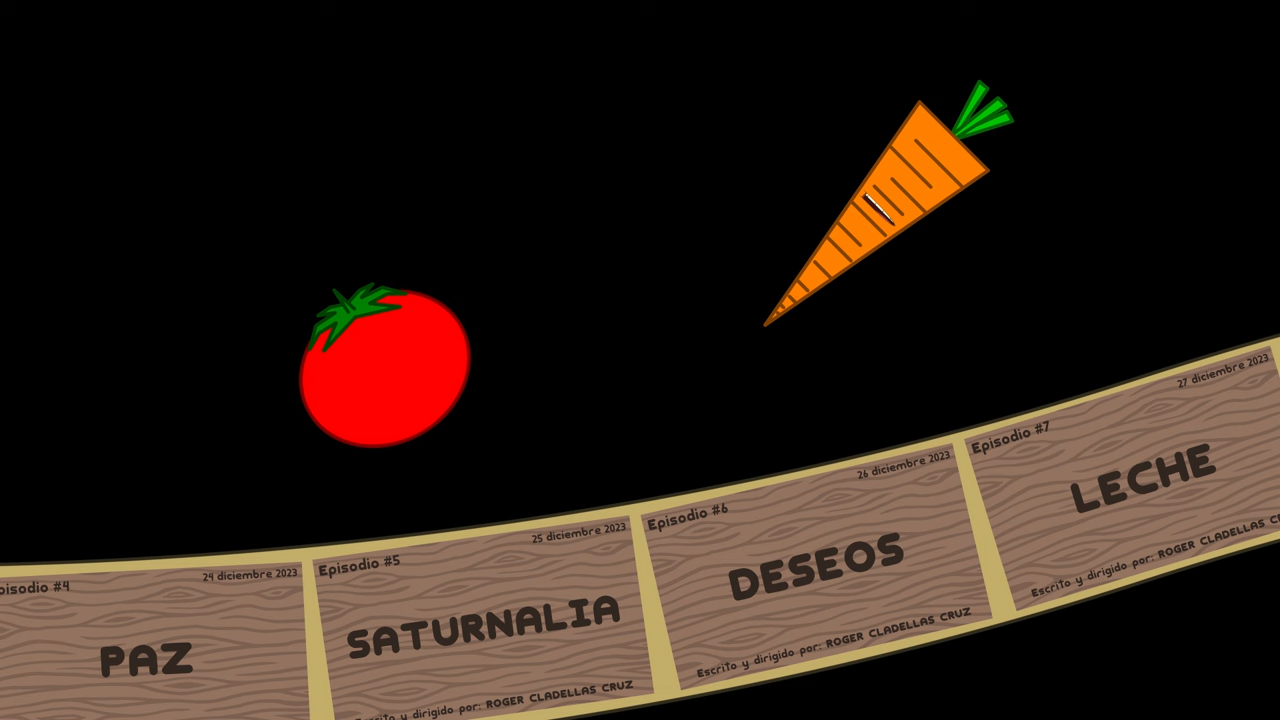 episodio #4
24 diciembre 2023
PAZ
Episodio #5
25 diciembre 2023
SATURNALIA
Escrito y dirigido por: ROGER CLADELLAS CRUZ
Episodio #6
26 diciembre 2023
DESEOS
Escrito y dirigido por: ROGER CLADELLAS CRUZ
Episodio #7
27 diciembre 2023
LECHE
Escrito y dirigido por: ROGER CLADELLAS